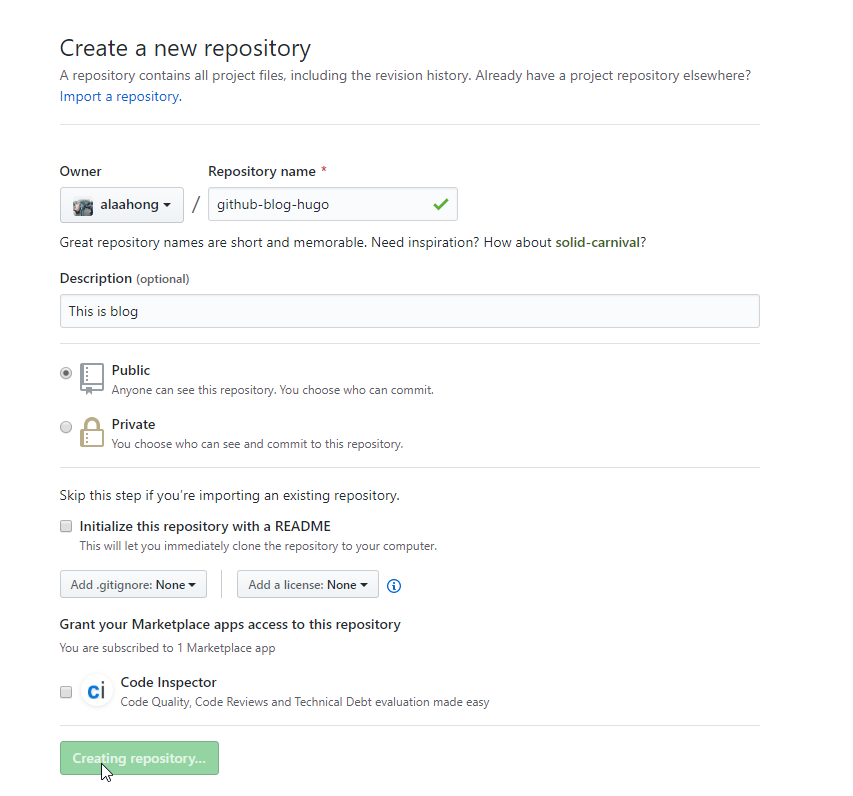 Create a new repository
A repository contains all project files, including the revision history. Already have a project repository elsewhere?
Import a repository.
Owner
Repository name *
alaahong
/
github-blog-hugo
Great repository names are short and memorable. Need inspiration? How about solid-carnival?
Description (optional)
This is blog
Public
Anyone can see this repository. You choose who can commit.
Private
You choose who can see and commit to this repository.
Skip this step if you're importing an existing repository.
Initialize this repository with a README
This will let you immediately clone the repository to your computer.
Add .gitignore: None
Add a license: None
Grant your Marketplace apps access to this repository
You are subscribed to 1 Marketplace app
ci
Code Inspector
Code Quality, Code Reviews and Technical Debt evaluation made easy
Creating repository...